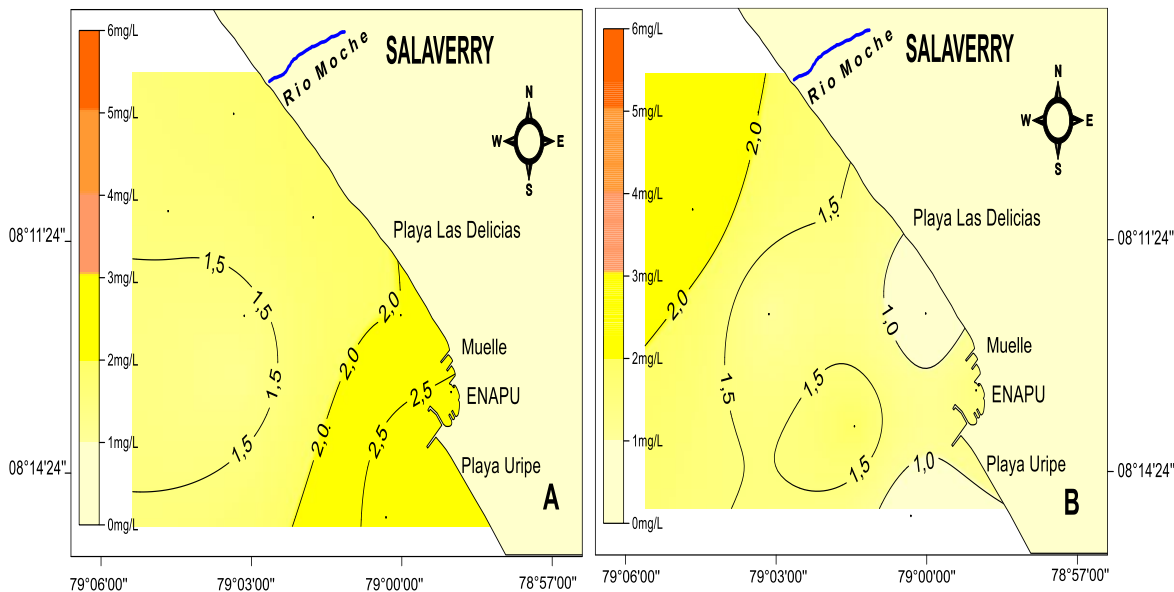 6mg/L
5mg/L
4mg/L
3mg/L
2mg/L
1mg/L
0mg/L
Rio Moche
SALAVERRY
N
W E
S
Playa Las Delicias
Muelle
ENAPU
Playa Uripe
1,5
1,5
1,5
1,5
2,0
2,0
2,0
2,5
2,5
A
08°11'24"
08°14'24"
79°06'00"
79°03'00"
79°00'00"
78°57'00"
6mg/L
5mg/L
4mg/L
3mg/L
2mg/L
1mg/L
0mg/L
Rio Moche
SALAVERRY
N
W E
S
Playa Las Delicias
Muelle
ENAPU
Playa Uripe
2,0
2,0
1,5
1,5
1,5
1,5
1,0
1,0
B
08°11'24"
08°14'24"
79°06'00"
79°03'00"
79°00'00"
78°57'00"